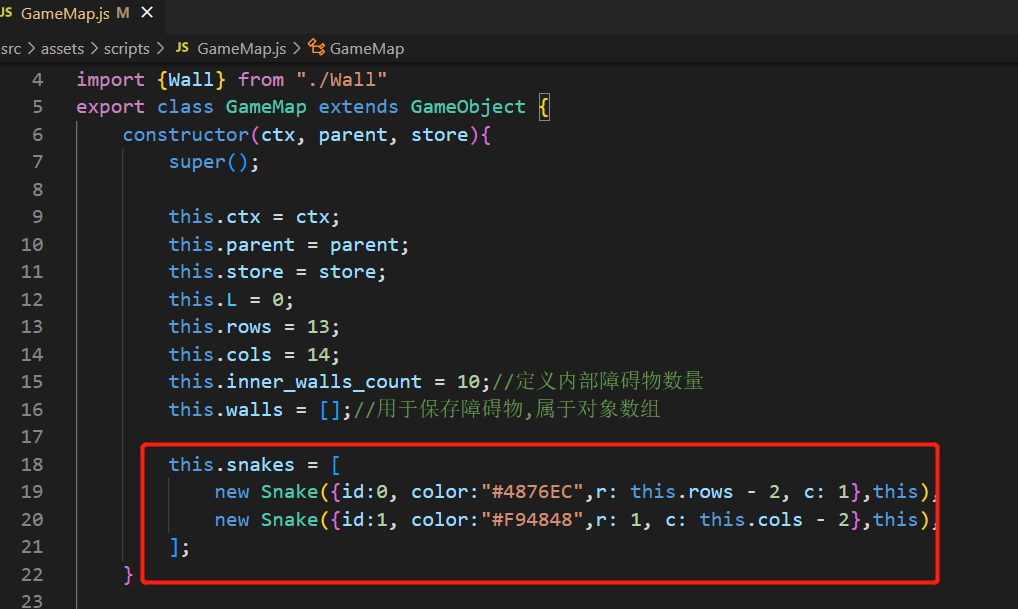 JS GameMap.js M ×
src > assets > scripts > JS GameMap.js > GameMap
4 import {Wall} from "./Wall"
5 export class GameMap extends GameObject {
6 constructor(ctx, parent, store){
7 super();
8
9 this.ctx = ctx;
10 this.parent = parent;
11 this.store = store;
12 this.L = 0;
13 this.rows = 13;
14 this.cols = 14;
15 this.inner_walls_count = 10;//定义内部障碍物数量
16 this.walls = [];//用于保存障碍物,属于对象数组
17
18 this.snakes = [
19 new Snake({id:0, color:"#4876EC",r: this.rows - 2, c: 1},this),
20 new Snake({id:1, color:"#F94848",r: 1, c: this.cols - 2},this),
21 ];
22 }
23